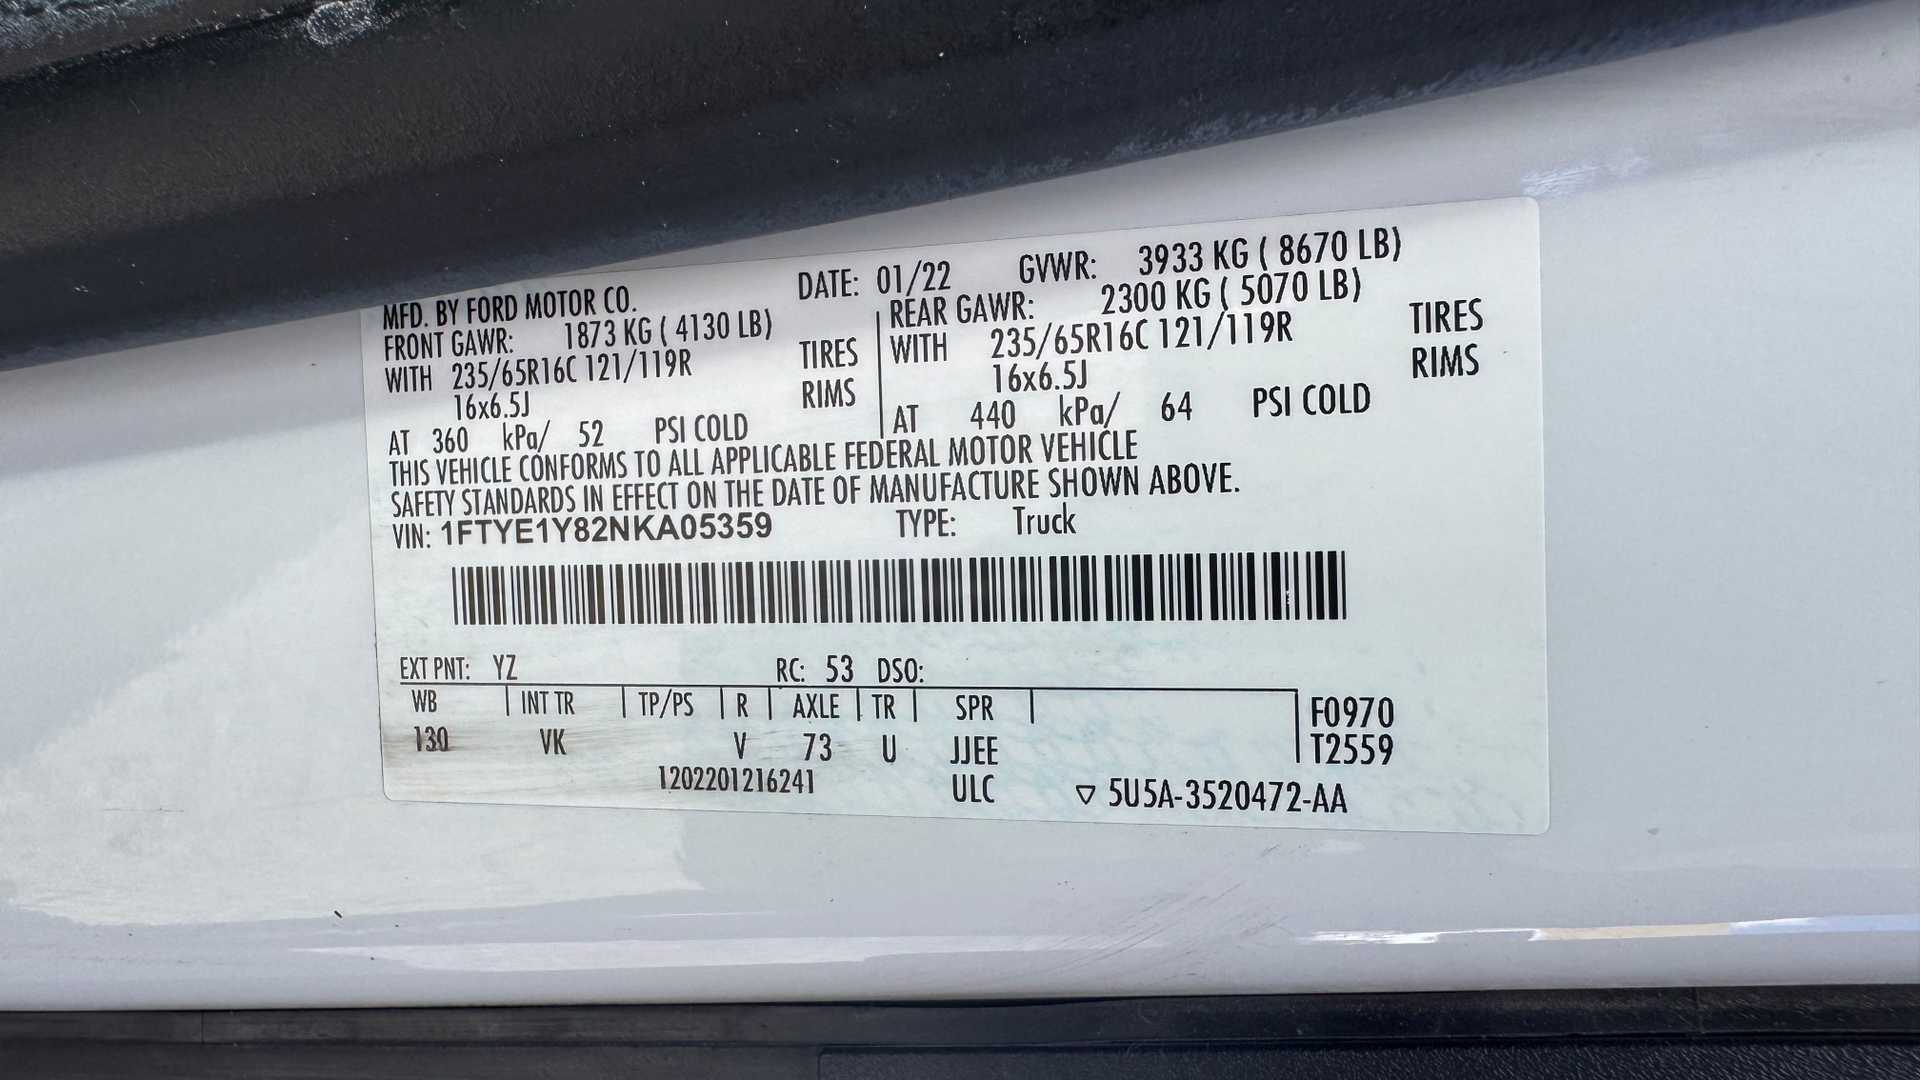 MFD. BY FORD MOTOR CO. DATE: 01/22 GVWR: 3933 KG ( 8670 LB)
FRONT GAWR: 1873 KG ( 4130 LB) REAR GAWR: 2300 KG ( 5070 LB)
WITH 235/65R16C 121/119R TIRES WITH 235/65R16C 121/119R TIRES
16x6.5J RIMS 16x6.5J RIMS
AT 360 kPa/ 52 PSI COLD AT 440 kPa/ 64 PSI COLD
THIS VEHICLE CONFORMS TO ALL APPLICABLE FEDERAL MOTOR VEHICLE
SAFETY STANDARDS IN EFFECT ON THE DATE OF MANUFACTURE SHOWN ABOVE.
VIN: 1FTYE1Y82NKA05359 TYPE: Truck
EXT PNT: YZ RC: 53 DSO:
WB INT TR TP/PS R AXLE TR SPR F0970
130 VK V 73 U JJEE T2559
1202201216241 ULC ▽ 5U5A-3520472-AA